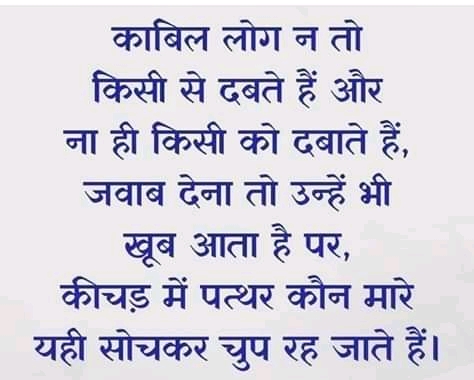 काबिल लोग न तो
किसी से दबते हैं और
ना ही किसी को दबाते हैं,
जवाब देना तो उन्हें भी
खूब आता है पर,
कीचड़ में पत्थर कौन मारे
यही सोचकर चुप रह जाते हैं।